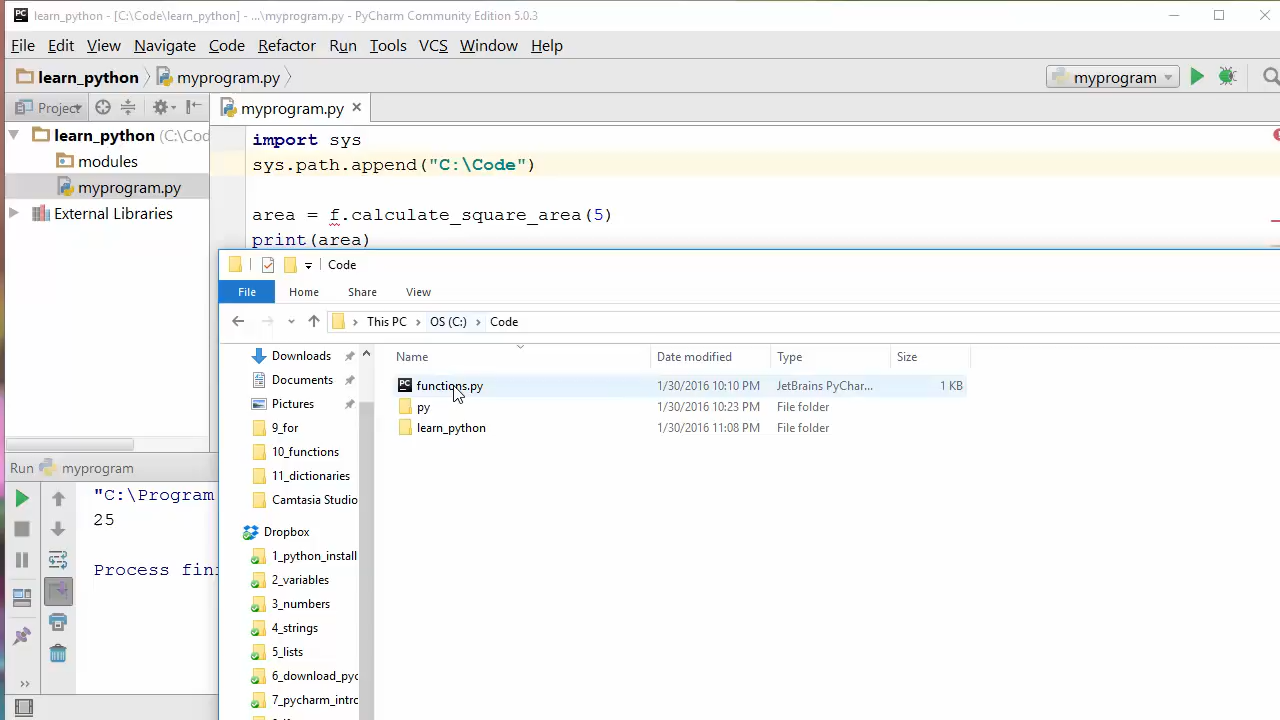 learn_python - [C:\Code\learn_python] - ...\myprogram.py - PyCharm Community Edition 5.0.3
File Edit View Navigate Code Refactor Run Tools VCS Window Help
learn_python myprogram.py myprogram
Project myprogram.py
learn_python (C:\Cod
modules
myprogram.py
External Libraries
import sys
sys.path.append("C:\Code")
area = f.calculate_square_area(5)
print(area)
Code
File Home Share View
This PC OS (C:) Code
Name Date modified Type Size
functions.py 1/30/2016 10:10 PM JetBrains PyChar... 1 KB
py 1/30/2016 10:23 PM File folder
learn_python 1/30/2016 11:08 PM File folder
Downloads
Documents
Pictures
9_for
10_functions
11_dictionaries
Camtasia Studio
Dropbox
1_python_install
2_variables
3_numbers
4_strings
5_lists
6_download_pyc
7_pycharm_intro
Run myprogram
"C:\Program
25
Process fini